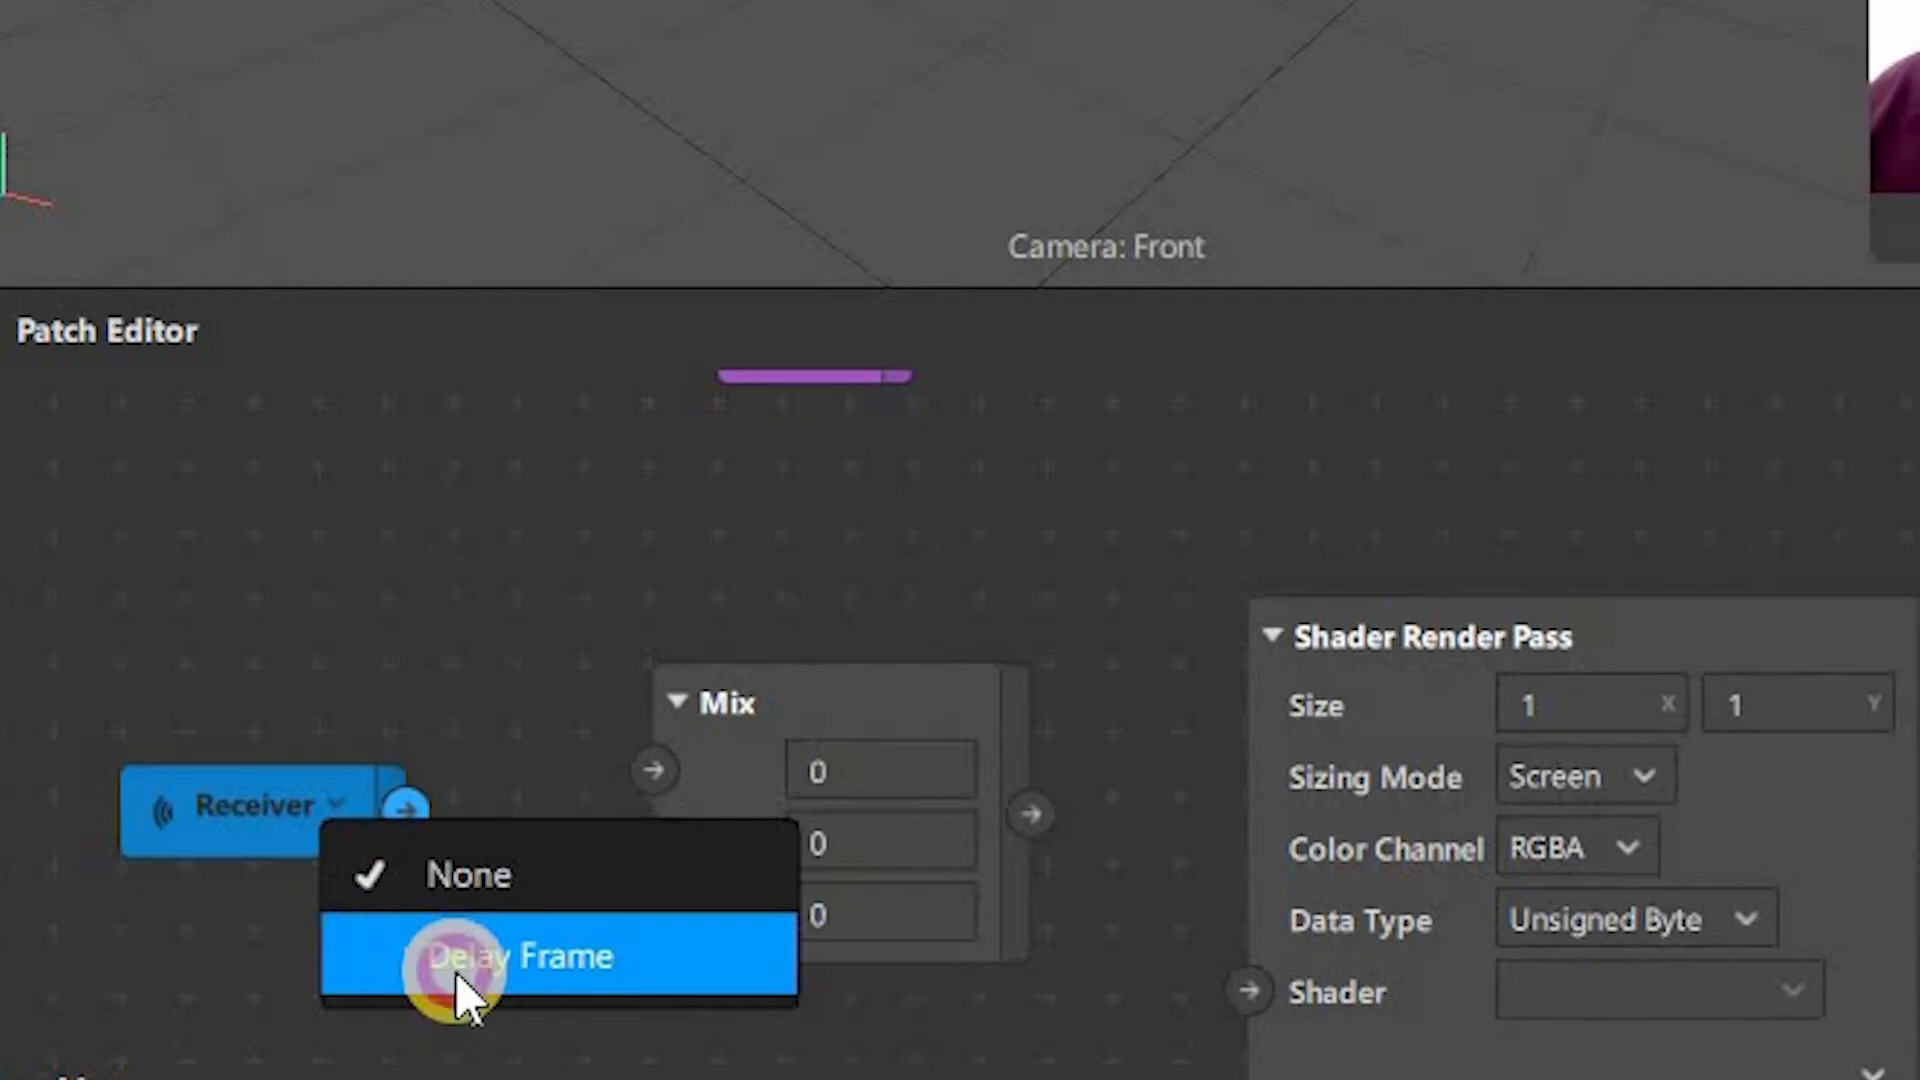 Camera: Front
Patch Editor
Shader Render Pass
Size 1 X 1 Y
Mix
Sizing Mode Screen
0
Receiver
Color Channel RGBA
0
None
Data Type Unsigned Byte
0
Delay Frame
Shader